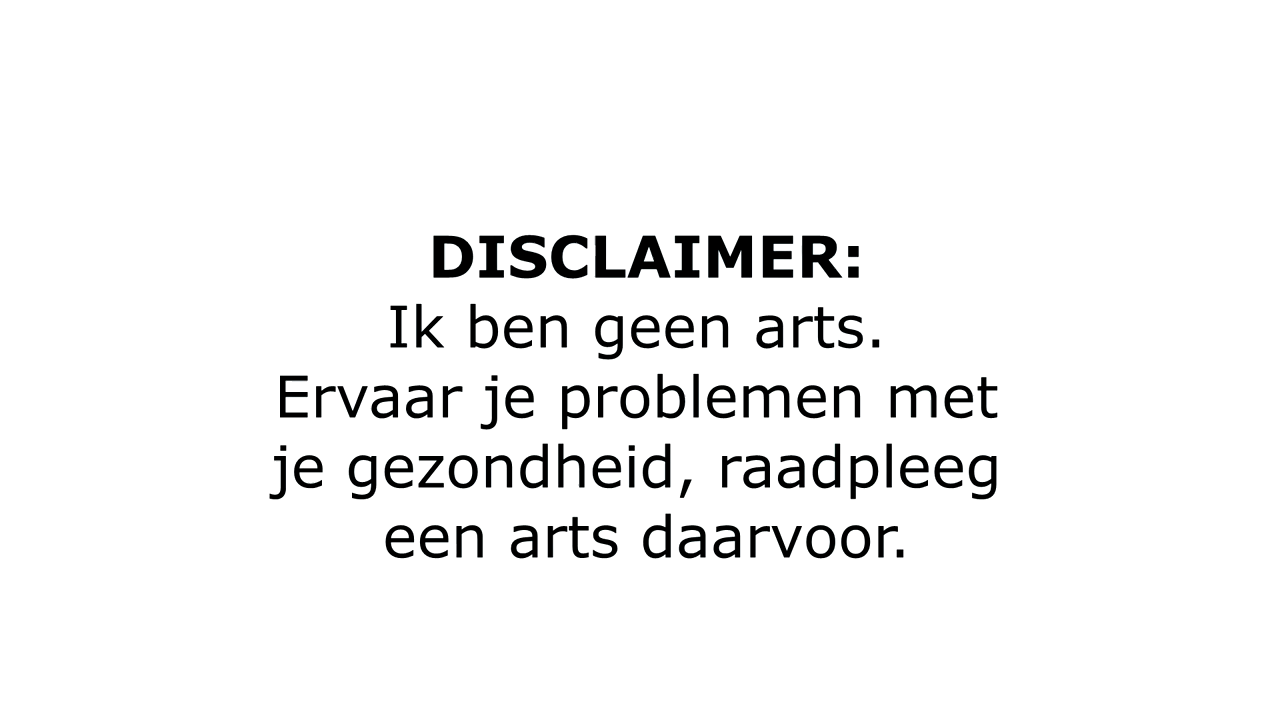 DISCLAIMER:
Ik ben geen arts.
Ervaar je problemen met
je gezondheid, raadpleeg
een arts daarvoor.